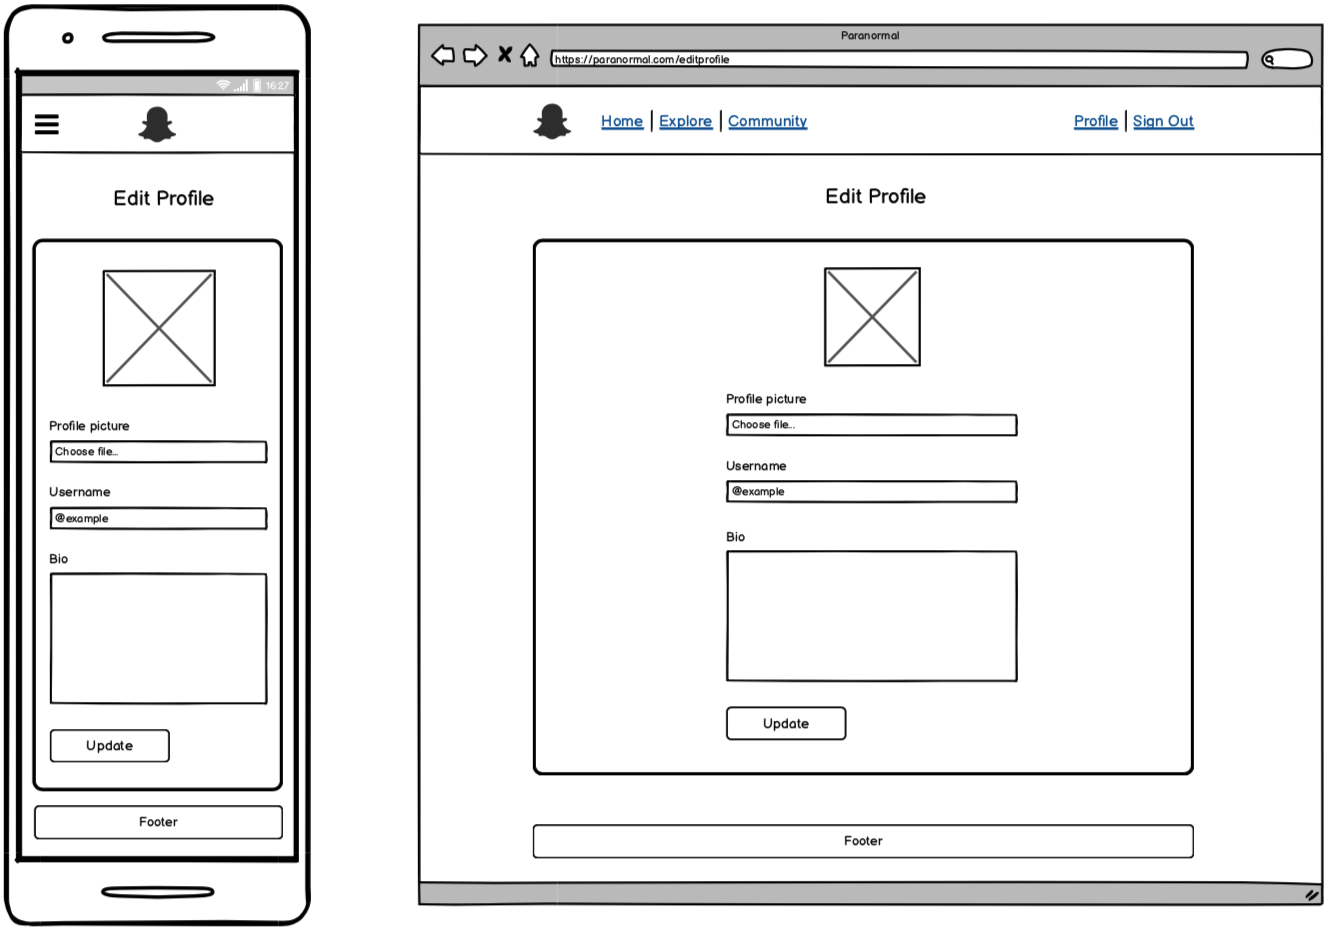 16:27
Edit Profile
Profile picture
Choose file...
Username
@example
Bio
Update
Footer
Paranormal
https://paranormal.com/editprofile
Home | Explore | Community
Profile | Sign Out
Edit Profile
Profile picture
Choose file...
Username
@example
Bio
Update
Footer